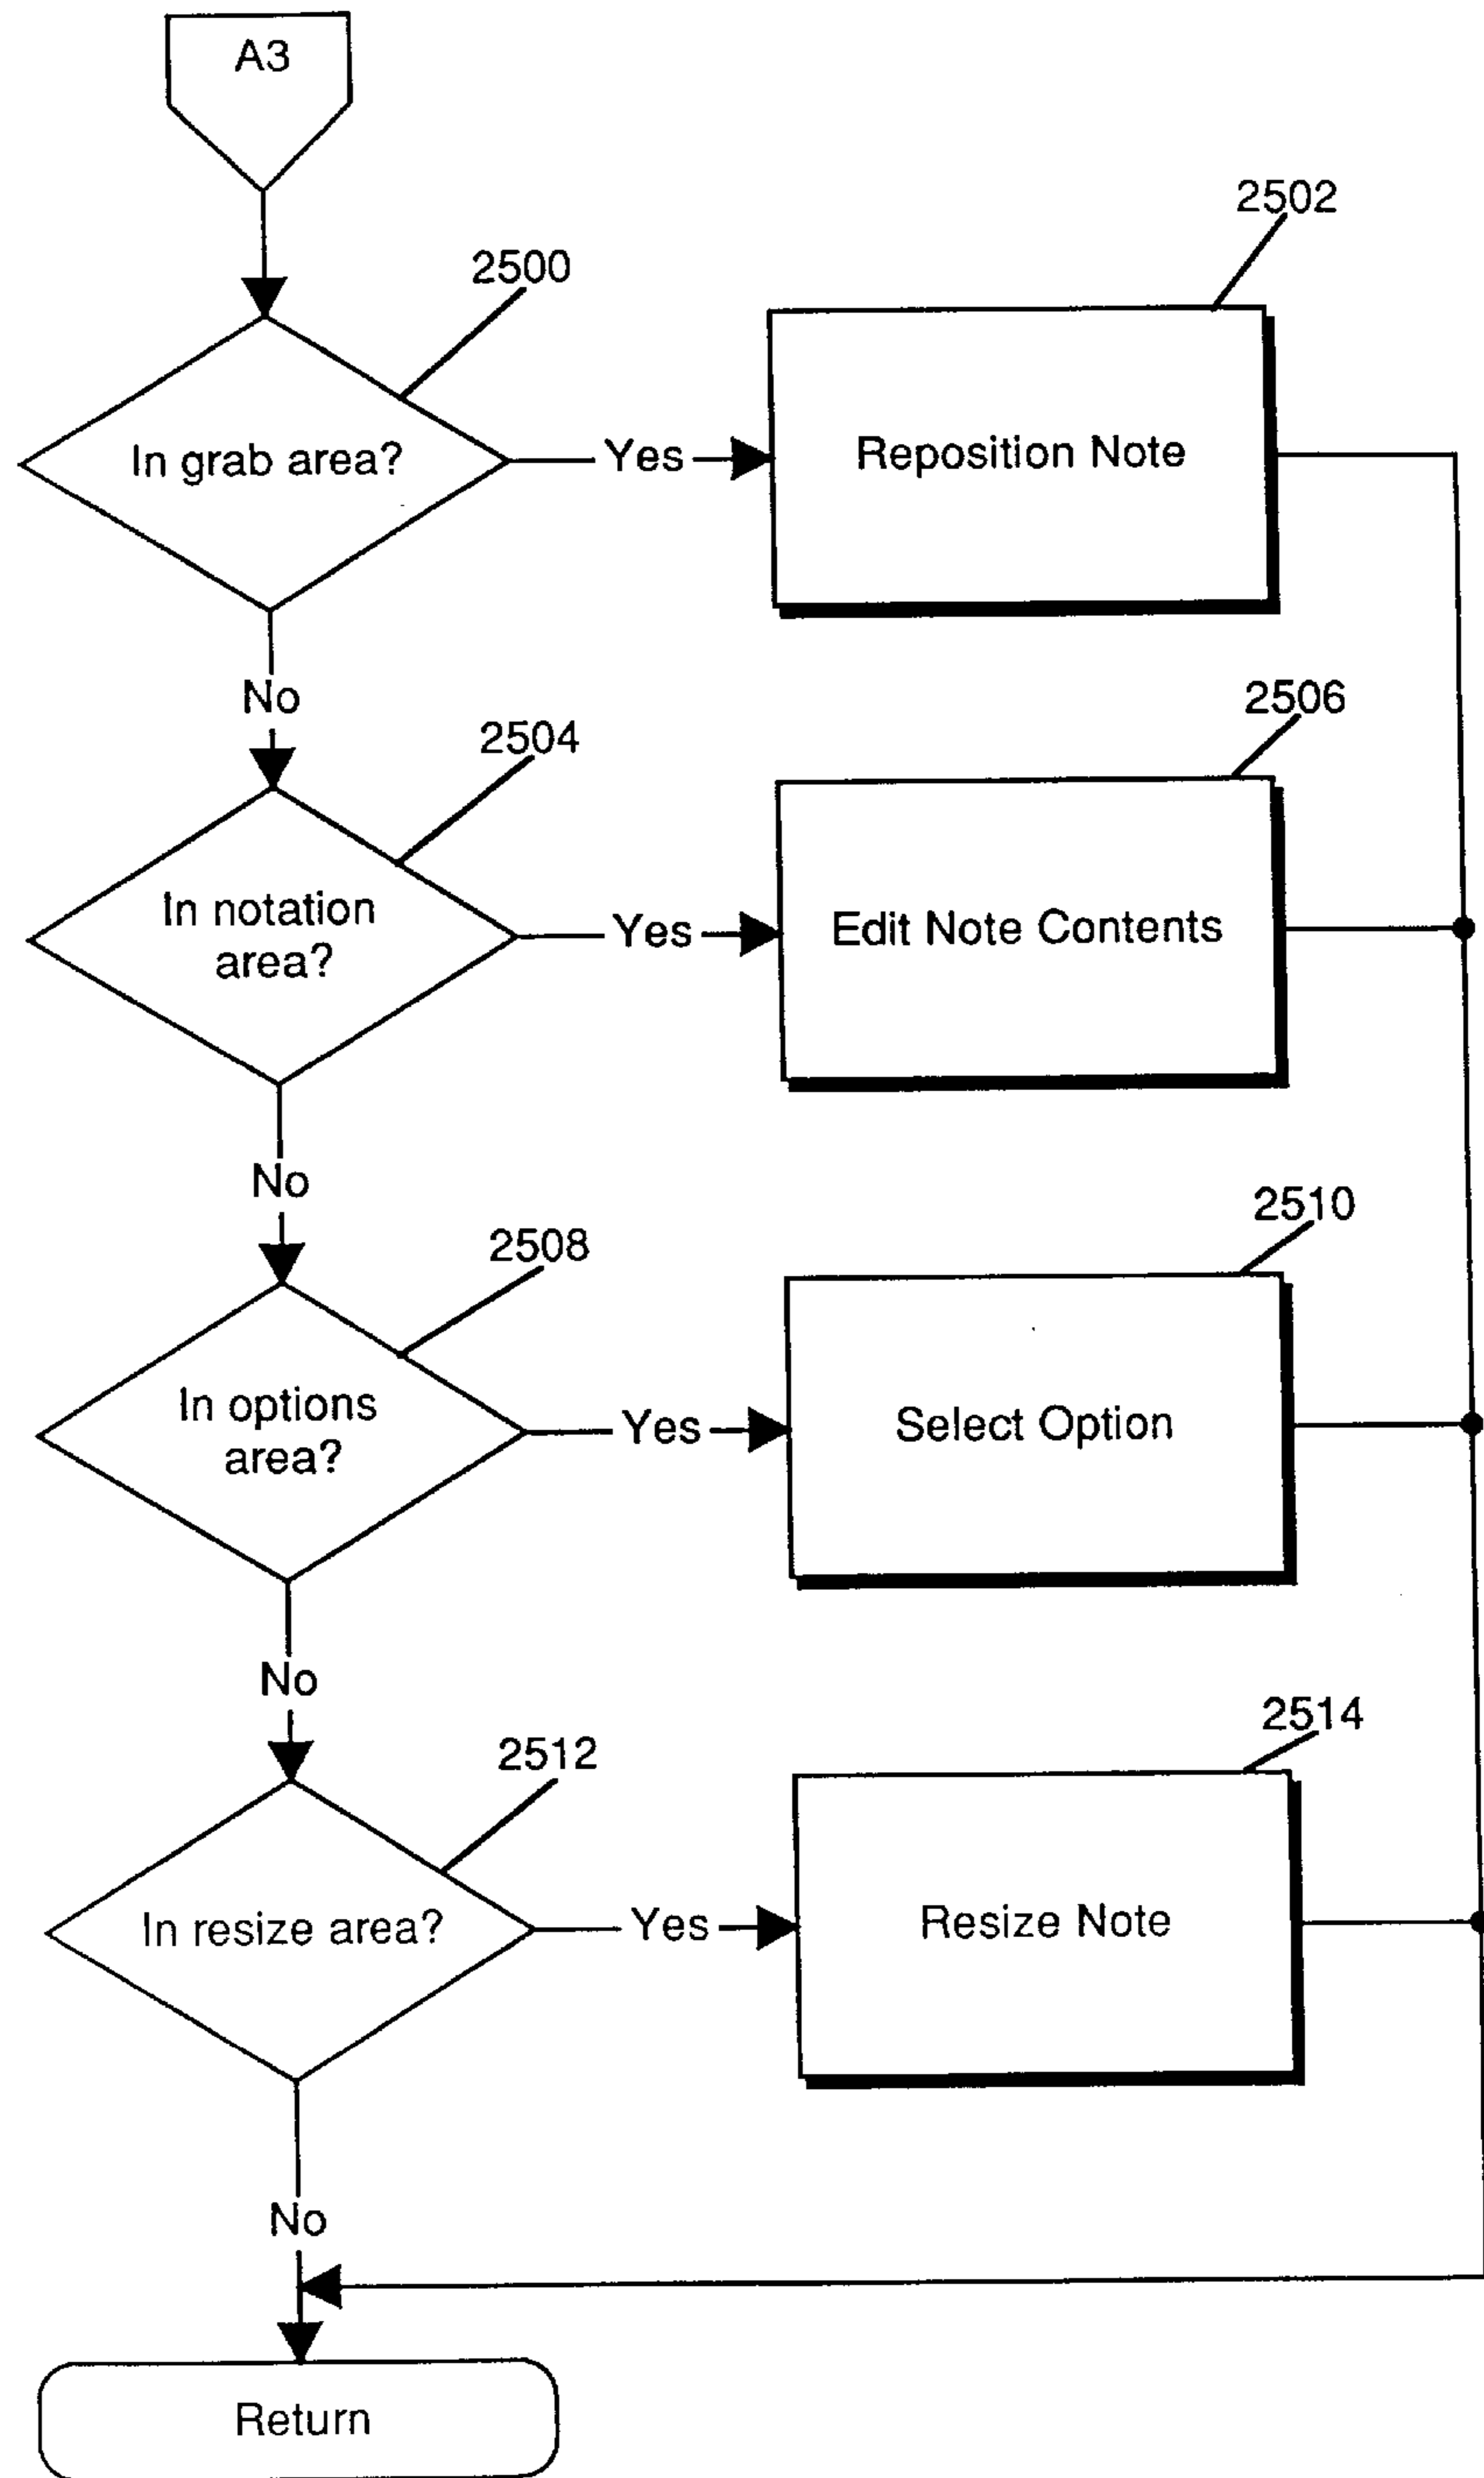 A3
2500
2502
In grab area?
Yes
Reposition Note
No
2504
2506
In notation
area?
Yes
Edit Note Contents
No
2508
2510
In options
area?
Yes
Select Option
No
2512
2514
In resize area?
Yes
Resize Note
No
Return